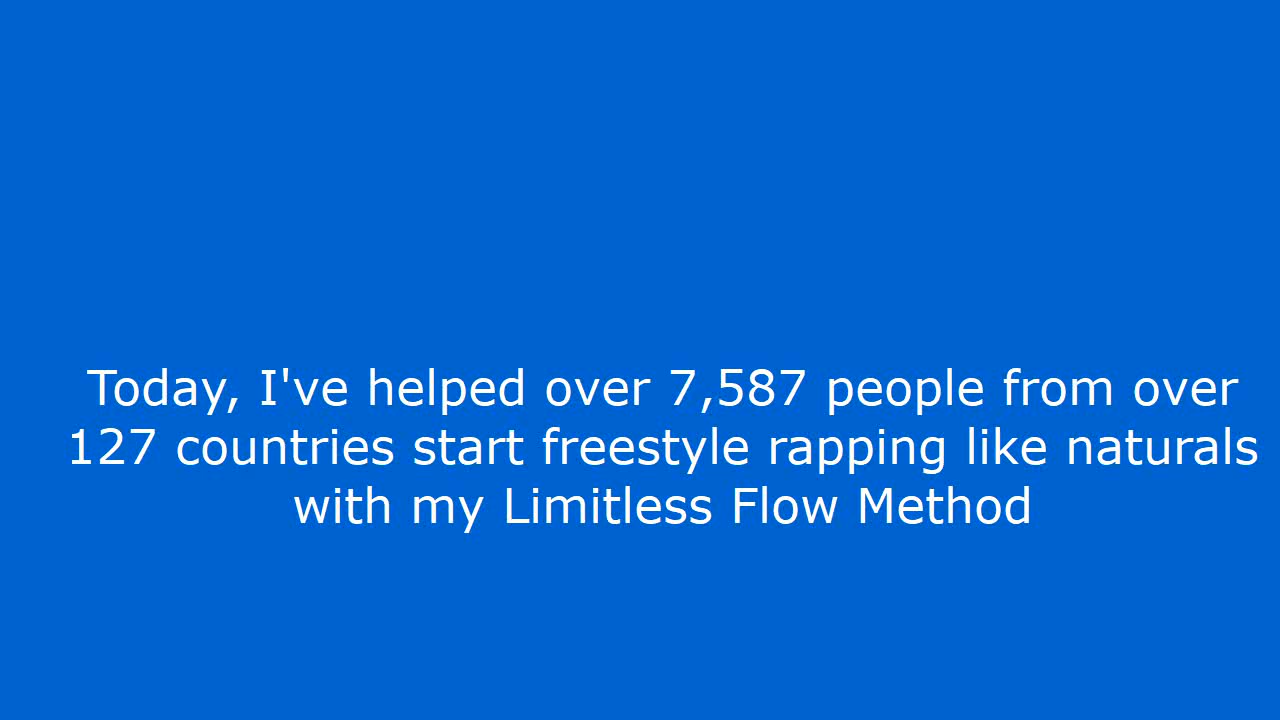 Today, I've helped over 7,587 people from over
127 countries start freestyle rapping like naturals
with my Limitless Flow Method